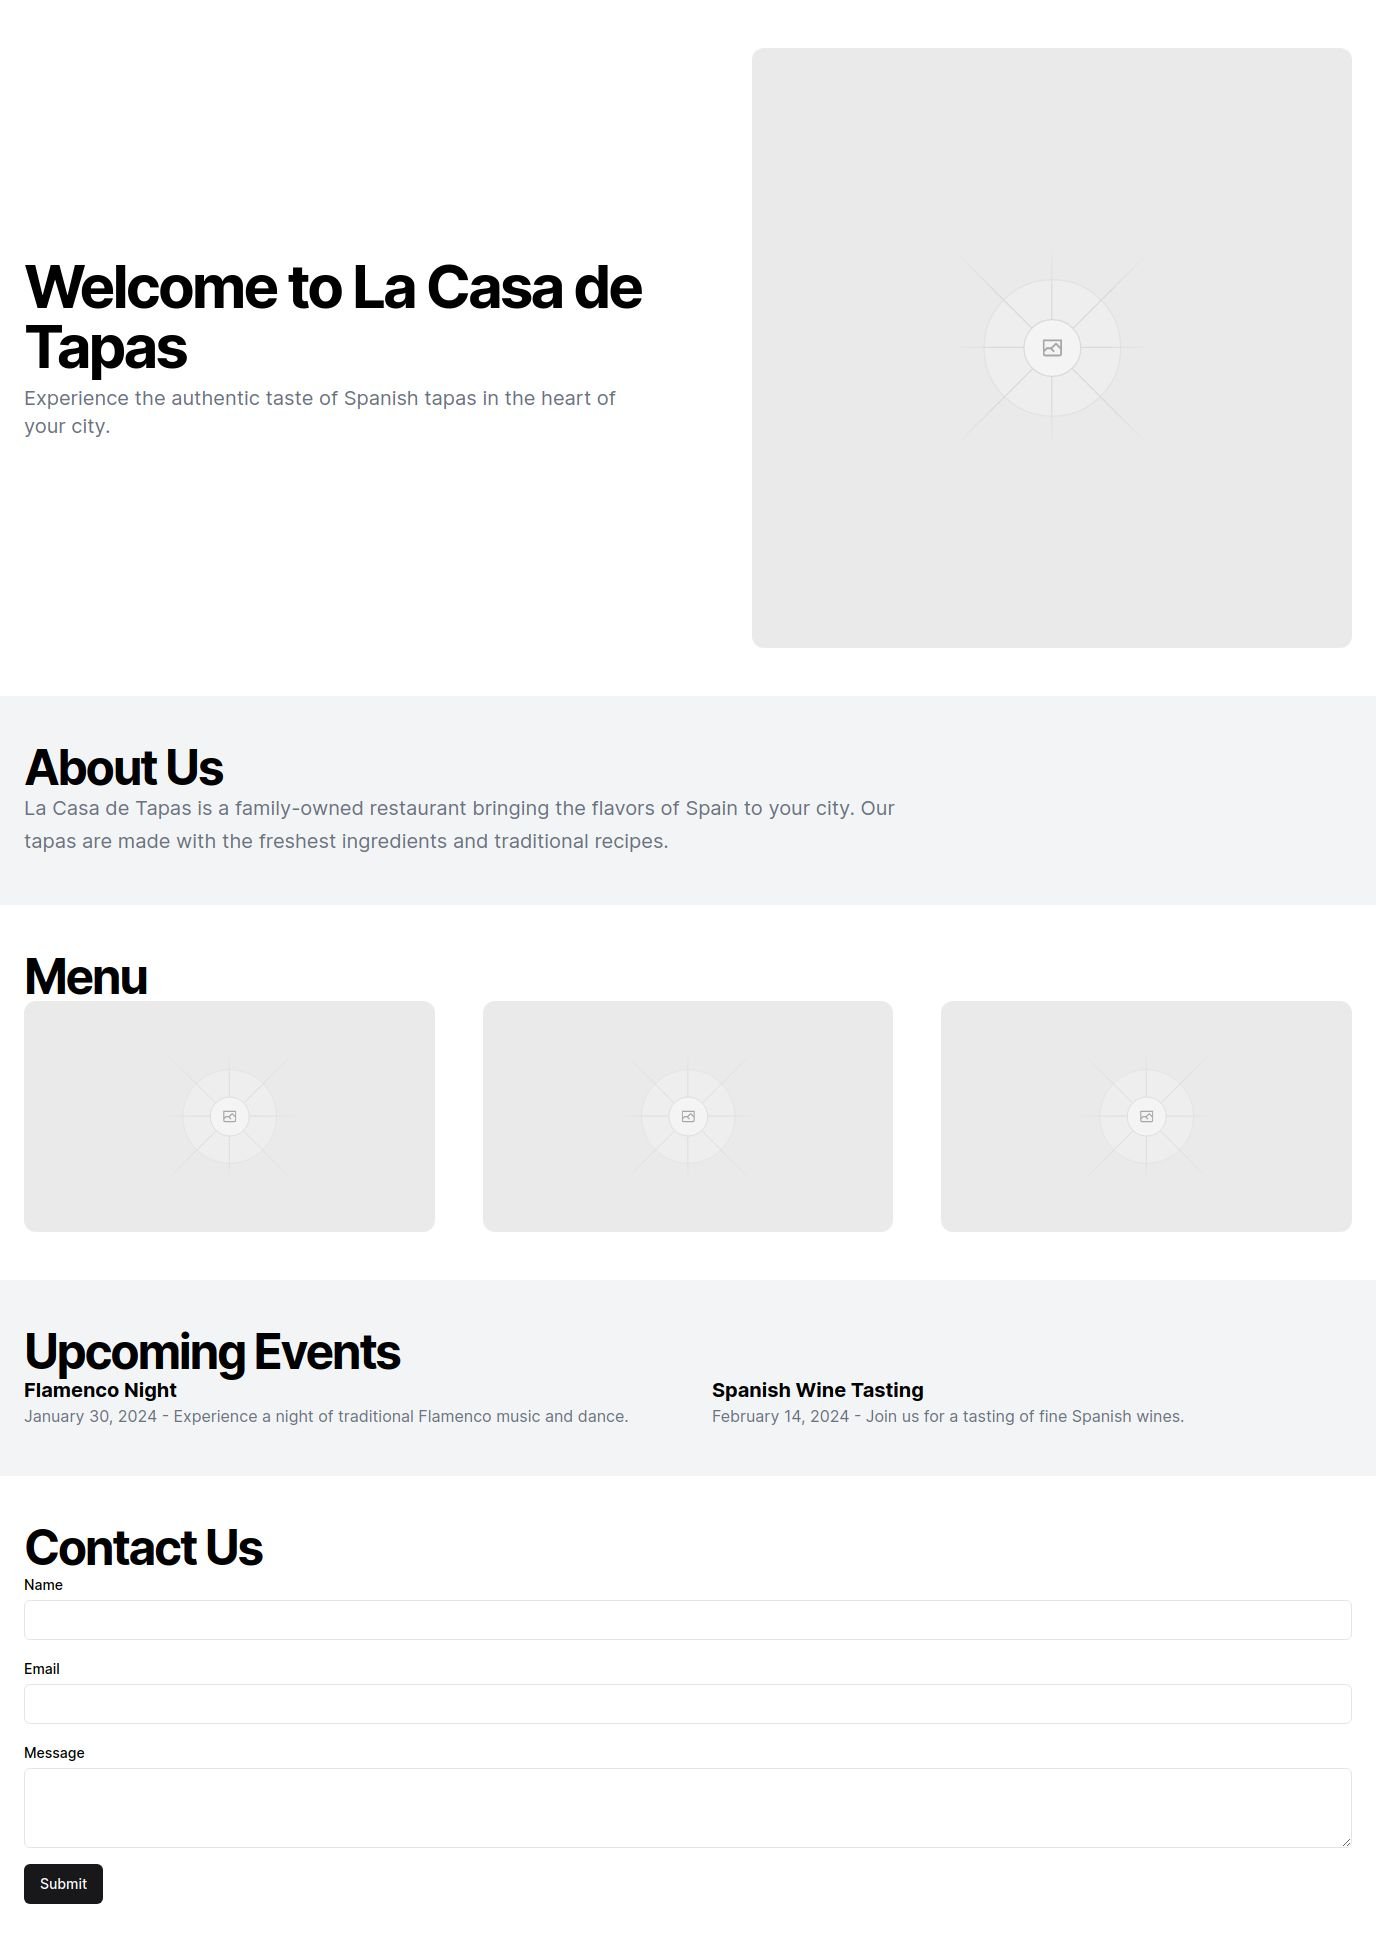 Welcome to La Casa de
Tapas
Experience the authentic taste of Spanish tapas in the heart of
your city.
About Us
La Casa de Tapas is a family-owned restaurant bringing the flavors of Spain to your city. Our
tapas are made with the freshest ingredients and traditional recipes.
Menu
Upcoming Events
Flamenco Night
January 30, 2024 - Experience a night of traditional Flamenco music and dance.
Spanish Wine Tasting
February 14, 2024 - Join us for a tasting of fine Spanish wines.
Contact Us
Name
Email
Message
Submit